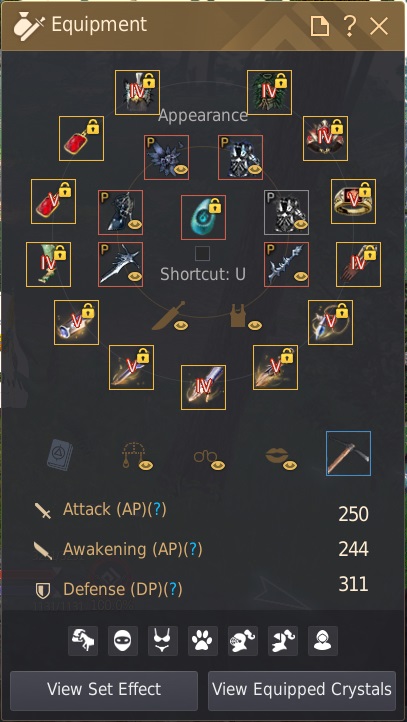 Equipment
IV
IV
Appearance
IV
P
P
V
P
P
V
IV
P
P
IV
Shortcut: U
V
V
V
V
IV
Attack (AP)(?)
250
Awakening (AP)(?)
244
Defense (DP)(?)
311
View Set Effect
View Equipped Crystals